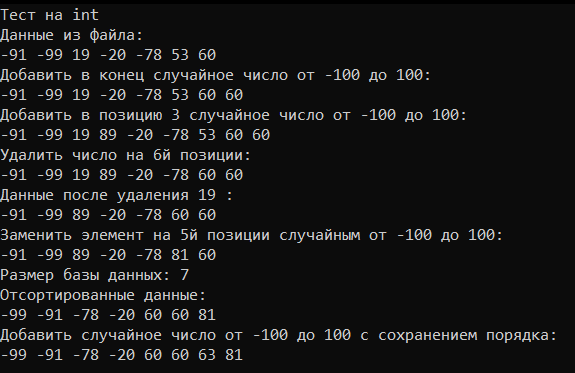 Тест на int
Данные из файла:
-91 -99 19 -20 -78 53 60
Добавить в конец случайное число от -100 до 100:
-91 -99 19 -20 -78 53 60 60
Добавить в позицию 3 случайное число от -100 до 100:
-91 -99 19 89 -20 -78 53 60 60
Удалить число на 6й позиции:
-91 -99 19 89 -20 -78 60 60
Данные после удаления 19 :
-91 -99 89 -20 -78 60 60
Заменить элемент на 5й позиции случайным от -100 до 100:
-91 -99 89 -20 -78 81 60
Размер базы данных: 7
Отсортированные данные:
-99 -91 -78 -20 60 60 81
Добавить случайное число от -100 до 100 с сохранением порядка:
-99 -91 -78 -20 60 60 63 81